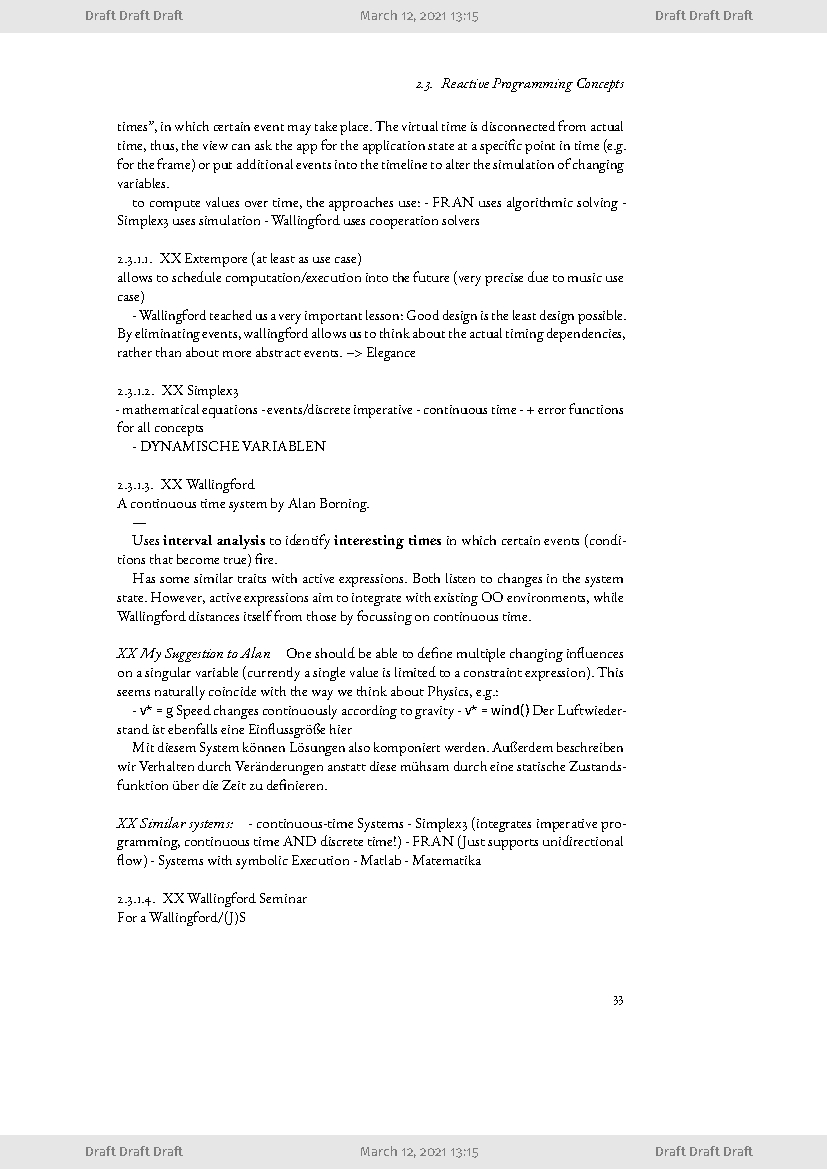 Draft Draft Draft March 12, 2021 13:15 Draft Draft Draft
2.3. Reactive Programming Concepts
times”, in which certain event may take place. The virtual time is disconnected from actual
time, thus, the view can ask the app for the application state at a specific point in time (e.g.
for the frame) or put additional events into the timeline to alter the simulation of changing
variables.
to compute values over time, the approaches use: - FRAN uses algorithmic solving -
Simplex3 uses simulation - Wallingford uses cooperation solvers
2.3.1.1. XX Extempore (at least as use case)
allows to schedule computation/execution into the future (very precise due to music use
case)
- Wallingford teached us a very important lesson: Good design is the least design possible.
By eliminating events, wallingford allows us to think about the actual timing dependencies,
rather than about more abstract events. –> Elegance
2.3.1.2. XX Simplex3
- mathematical equations - events/discrete imperative - continuous time - + error functions
for all concepts
- DYNAMISCHE VARIABLEN
2.3.1.3. XX Wallingford
A continuous time system by Alan Borning.
—
Uses interval analysis to identify interesting times in which certain events (condi-
tions that become true) fire.
Has some similar traits with active expressions. Both listen to changes in the system
state. However, active expressions aim to integrate with existing OO environments, while
Wallingford distances itself from those by focussing on continuous time.
XX My Suggestion to Alan One should be able to define multiple changing influences
on a singular variable (currently a single value is limited to a constraint expression). This
seems naturally coincide with the way we think about Physics, e.g.:
- v* = g Speed changes continuously according to gravity - v* = wind() Der Luftwieder-
stand ist ebenfalls eine Einflussgröße hier
Mit diesem System können Lösungen also komponiert werden. Außerdem beschreiben
wir Verhalten durch Veränderungen anstatt diese mühsam durch eine statische Zustands-
funktion über die Zeit zu definieren.
XX Similar systems: - continuous-time Systems - Simplex3 (integrates imperative pro-
gramming, continuous time AND discrete time!) - FRAN (Just supports unidirectional
flow) - Systems with symbolic Execution - Matlab - Matematika
2.3.1.4. XX Wallingford Seminar
For a Wallingford/(J)S
33
Draft Draft Draft March 12, 2021 13:15 Draft Draft Draft